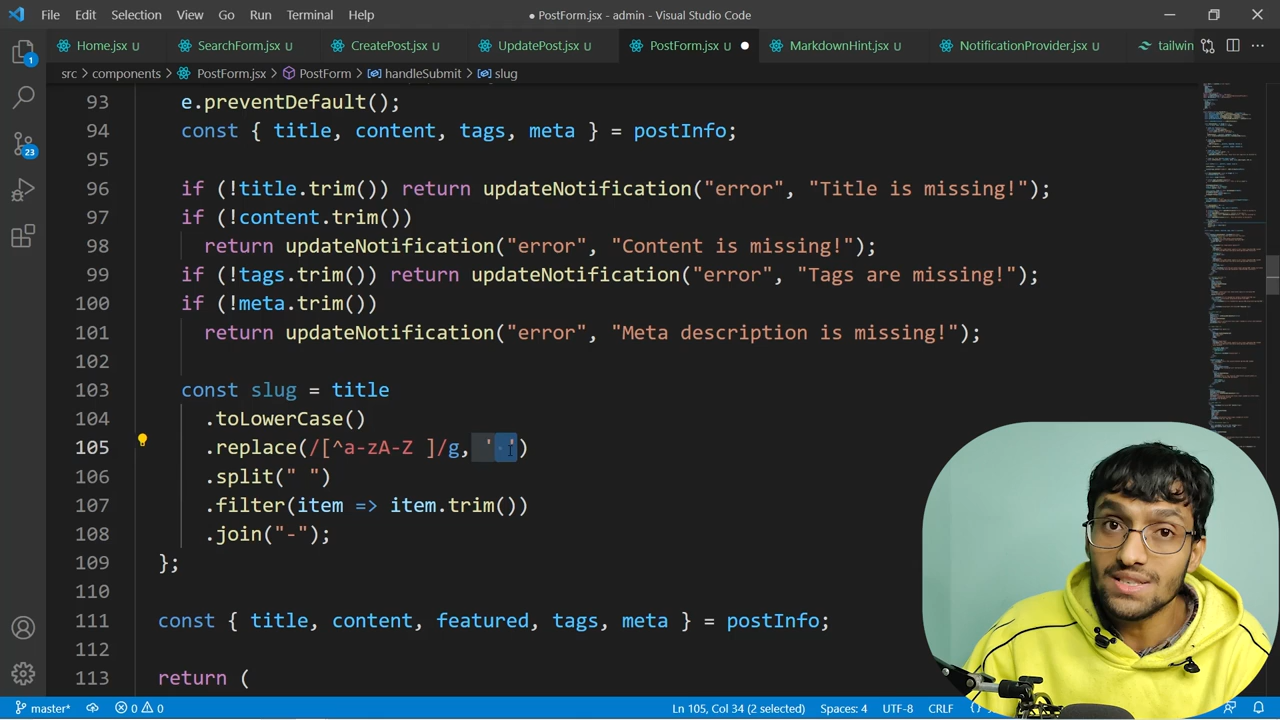 File Edit Selection View Go Run Terminal Help
● PostForm.jsx - admin - Visual Studio Code
Home.jsx U SearchForm.jsx U CreatePost.jsx U UpdatePost.jsx U PostForm.jsx U MarkdownHint.jsx U NotificationProvider.jsx U tailwin
src > components > PostForm.jsx > PostForm > handleSubmit > slug
93 e.preventDefault();
94 const { title, content, tags, meta } = postInfo;
95
96 if (!title.trim()) return updateNotification("error", "Title is missing!");
97 if (!content.trim())
98 return updateNotification("error", "Content is missing!");
99 if (!tags.trim()) return updateNotification("error", "Tags are missing!");
100 if (!meta.trim())
101 return updateNotification("error", "Meta description is missing!");
102
103 const slug = title
104 .toLowerCase()
105 .replace(/[^a-zA-Z ]/g, ' ')
106 .split(" ")
107 .filter(item => item.trim())
108 .join("-");
109 };
110
111 const { title, content, featured, tags, meta } = postInfo;
112
113 return (
1
23
master* 0 0 Ln 105, Col 34 (2 selected) Spaces: 4 UTF-8 CRLF